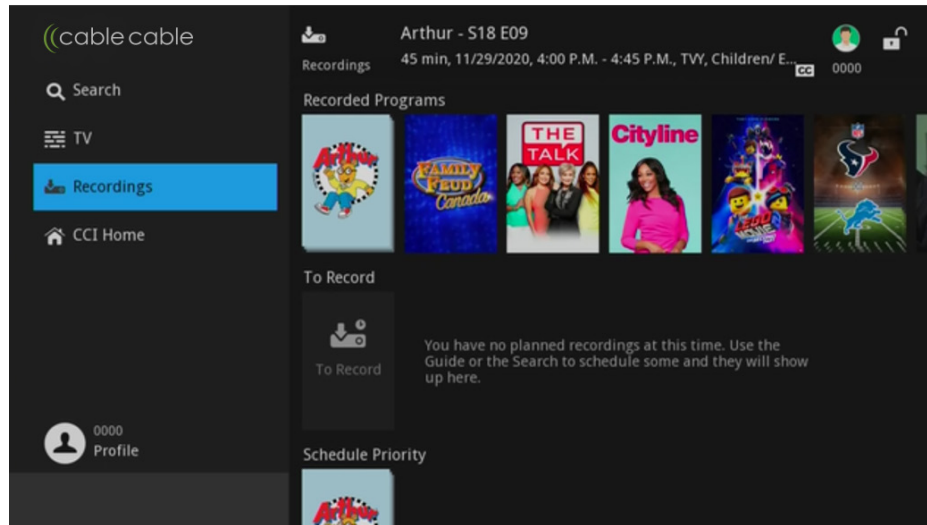 cable cable
Search
TV
Recordings
CCI Home
0000
Profile
Recordings
Arthur - S18 E09
45 min, 11/29/2020, 4:00 P.M. - 4:45 P.M., TVY, Children/ E...
CC
0000
Recorded Programs
Arthur
FAMILY
FEUD
Canada
THE
TALK
Cityline
NFL
To Record
To Record
You have no planned recordings at this time. Use the
Guide or the Search to schedule some and they will show
up here.
Schedule Priority
Arthur